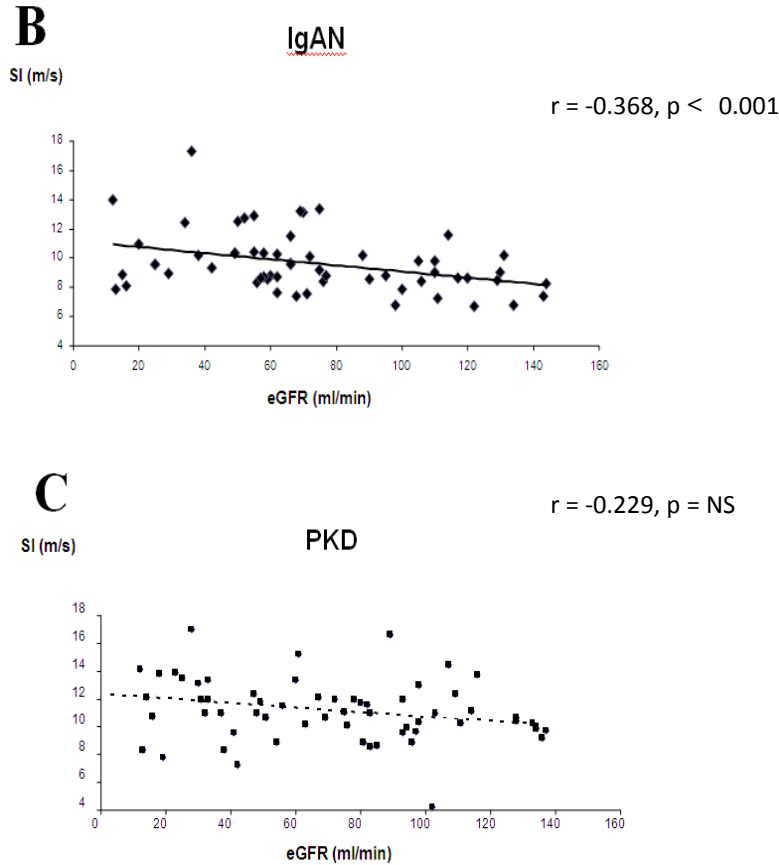 B
IgAN
SI (m/s)
r = -0.368, p < 0.001
18
16
14
12
10
8
6
4
0 20 40 60 80 100 120 140 160
eGFR (ml/min)
C
r = -0.229, p = NS
SI (m/s)
PKD
18
16
14
12
10
8
6
4
0 20 40 60 80 100 120 140 160
eGFR (ml/min)